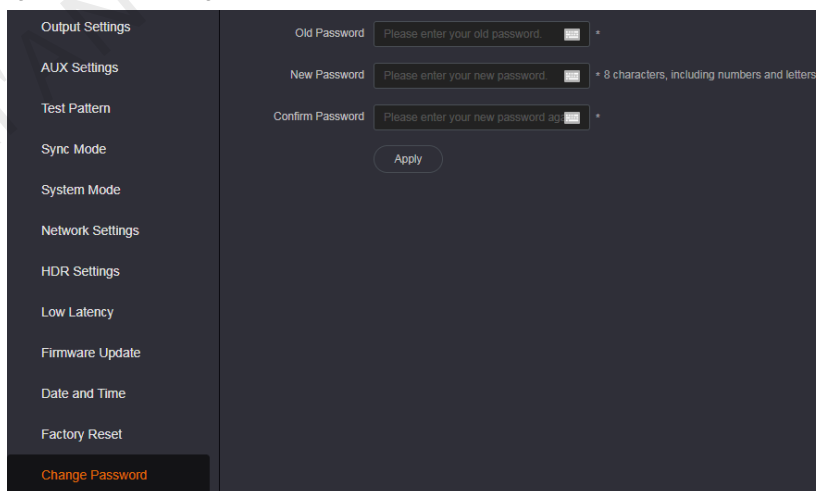 Output Settings
AUX Settings
Test Pattern
Sync Mode
System Mode
Network Settings
HDR Settings
Low Latency
Firmware Update
Date and Time
Factory Reset
Change Password
Old Password Please enter your old password. *
New Password Please enter your new password. * 8 characters, including numbers and letters
Confirm Password Please enter your new password aga *
Apply